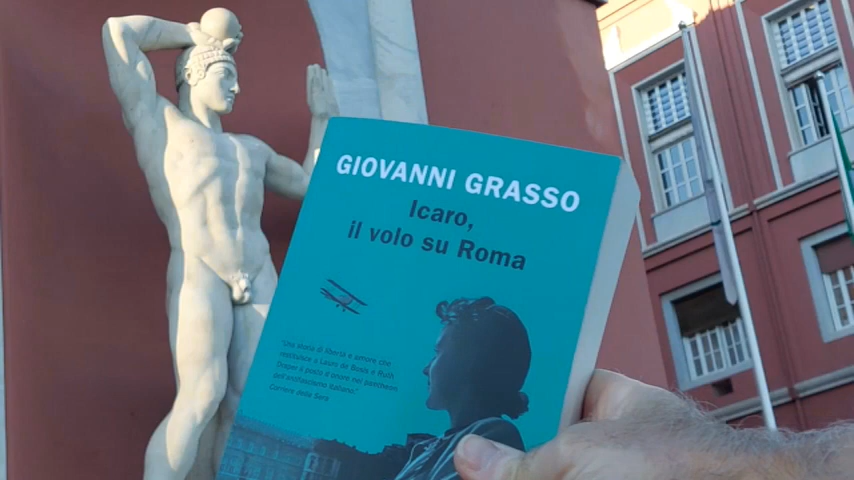 GIOVANNI GRASSO
Icaro,
il volo su Roma
"Una storia di libertà e amore che
restituisce a Lauro de Bosis e Ruth
Draper il posto d'onore nel pantheon
dell'antifascismo italiano."
Corriere della Sera